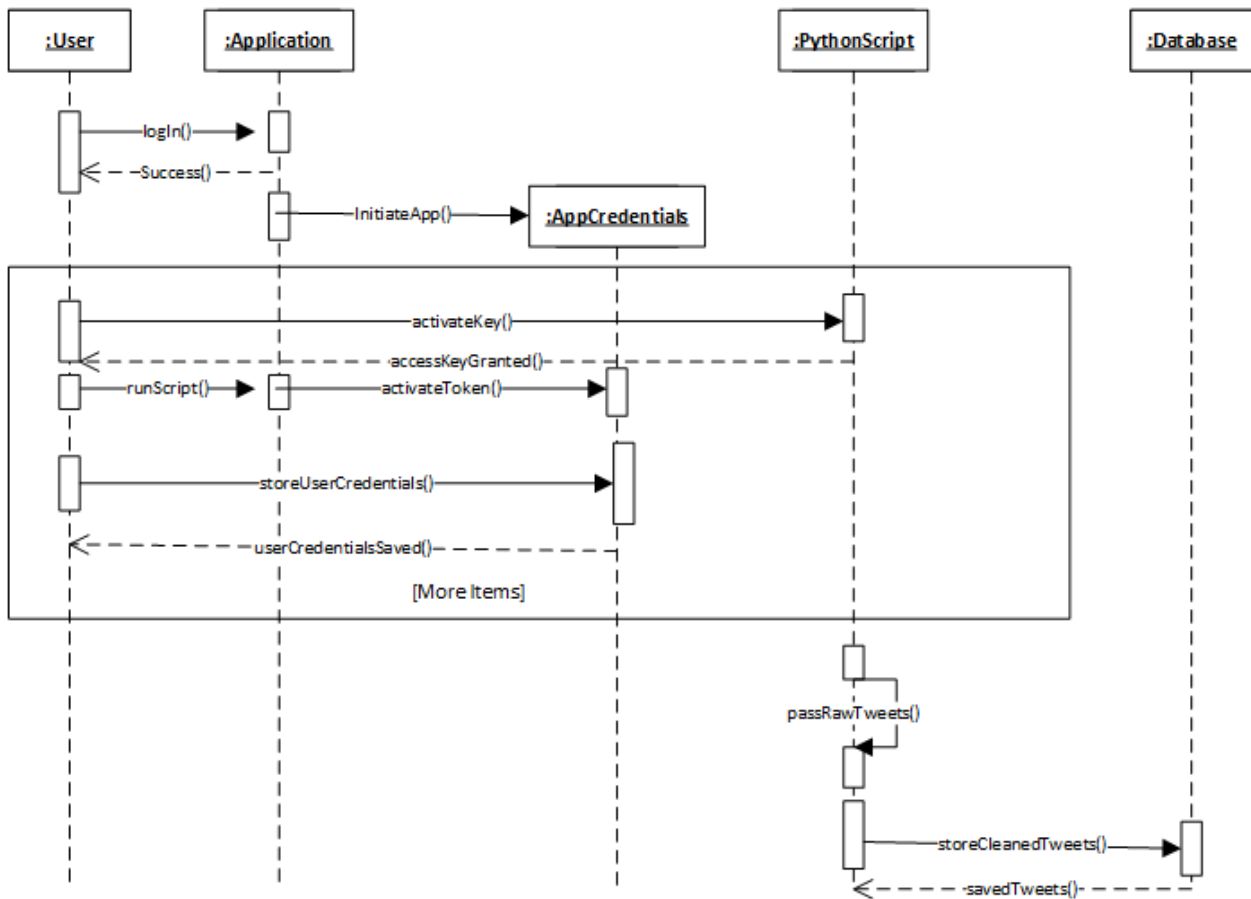 :User
:Application
:PythonScript
:Database
logIn()
Success()
InitiateApp()
:AppCredentials
activateKey()
accessKeyGranted()
runScript()
activateToken()
storeUserCredentials()
userCredentialsSaved()
[More Items]
passRawTweets()
storeCleanedTweets()
savedTweets()